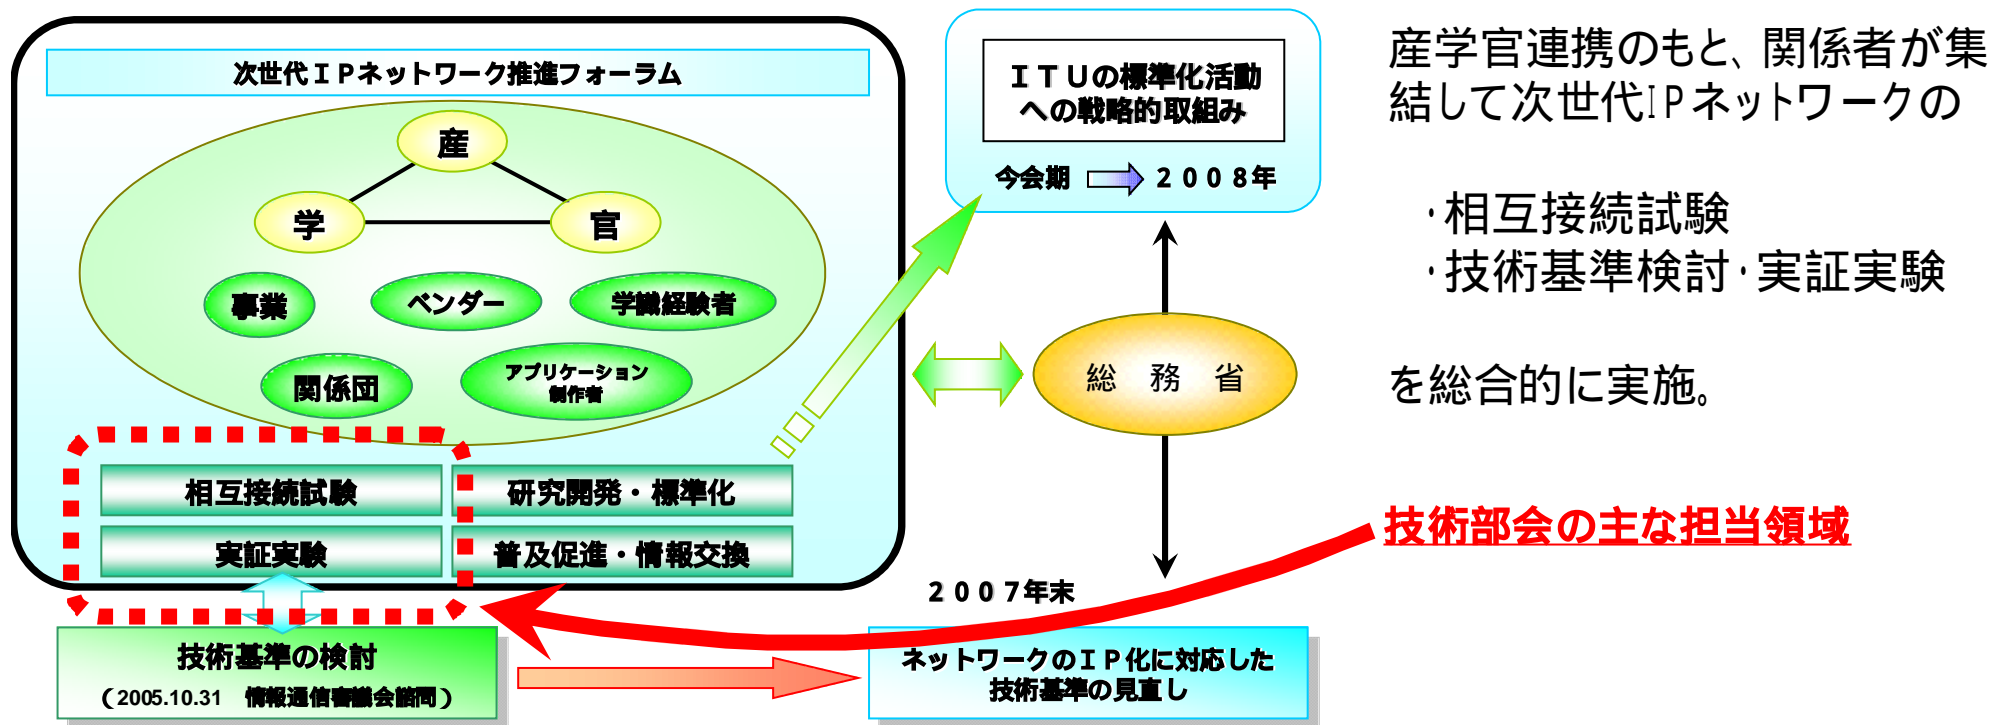 次世代ＩＰネットワーク推進フォーラム
産
学
官
事業
ベンダー
学識経験者
関係団
アプリケーション
制作者
相互接続試験
研究開発・標準化
実証実験
普及促進・情報交換
技術基準の検討
（2005.10.31　情報通信審議会諮問）
ＩＴＵの標準化活動
への戦略的取組み
今会期
２００８年
総　務　省
２００７年末
ネットワークのＩＰ化に対応した
技術基準の見直し
産学官連携のもと、関係者が集
結して次世代IPネットワークの
・相互接続試験
・技術基準検討・実証実験
を総合的に実施。
技術部会の主な担当領域